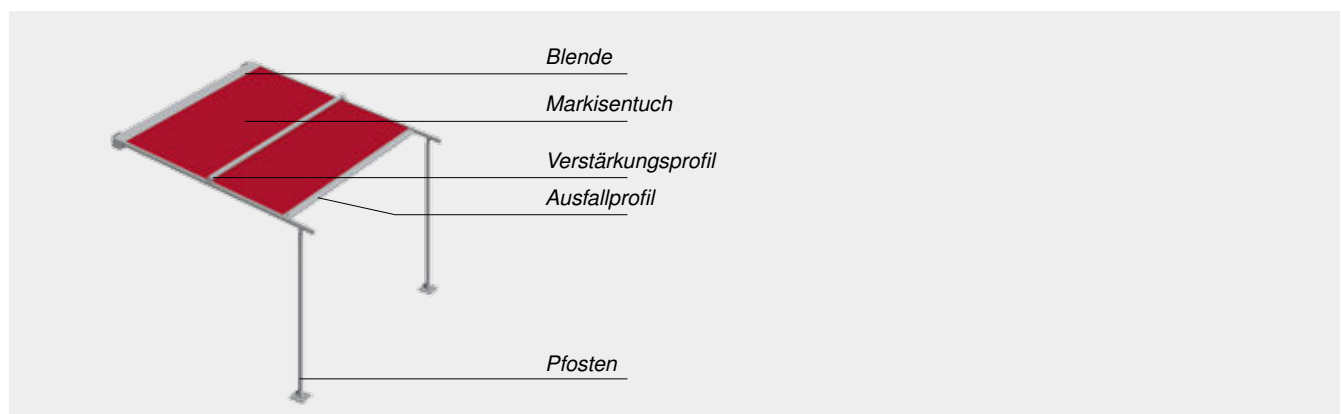 Blende
Markisentuch
Verstärkungsprofil
Ausfallprofil
Pfosten